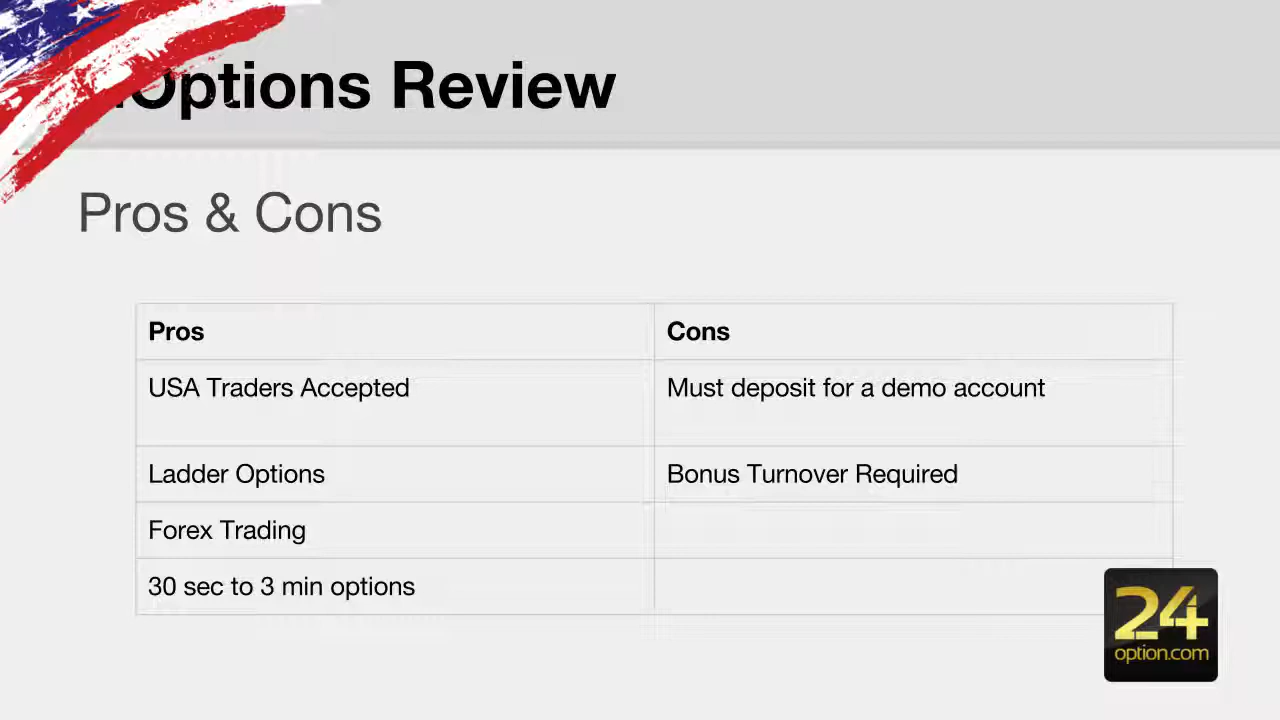 Options Review
Pros & Cons
Pros
Cons
USA Traders Accepted
Must deposit for a demo account
Ladder Options
Bonus Turnover Required
Forex Trading
30 sec to 3 min options
24
option.com